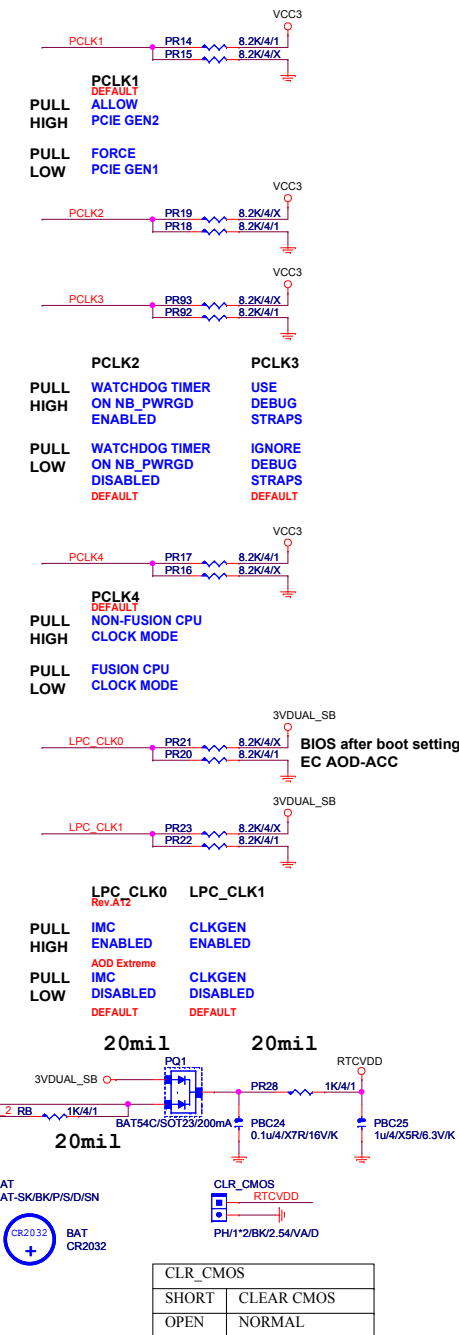 VCC3
PCLK1 PR14 8.2K/4/1
PR15 8.2K/4/X
PCLK1
DEFAULT
PULL ALLOW
HIGH PCIE GEN2
PULL FORCE
LOW PCIE GEN1
VCC3
PCLK2 PR19 8.2K/4/X
PR18 8.2K/4/1
VCC3
PCLK3 PR93 8.2K/4/X
PR92 8.2K/4/1
PCLK2 PCLK3
PULL WATCHDOG TIMER USE
HIGH ON NB_PWRGD DEBUG
ENABLED STRAPS
PULL WATCHDOG TIMER IGNORE
LOW ON NB_PWRGD DEBUG
DISABLED STRAPS
DEFAULT DEFAULT
VCC3
PCLK4 PR17 8.2K/4/1
PR16 8.2K/4/X
PCLK4
DEFAULT
PULL NON-FUSION CPU
HIGH CLOCK MODE
PULL FUSION CPU
LOW CLOCK MODE
3VDUAL_SB
LPC_CLK0 PR21 8.2K/4/X BIOS after boot setting
PR20 8.2K/4/1 EC AOD-ACC
3VDUAL_SB
LPC_CLK1 PR23 8.2K/4/X
PR22 8.2K/4/1
LPC_CLK0 LPC_CLK1
Rev.A12
PULL IMC CLKGEN
HIGH ENABLED ENABLED
AOD Extreme
PULL IMC CLKGEN
LOW DISABLED DISABLED
DEFAULT DEFAULT
20mil 20mil
PQ1 RTCVDD
3VDUAL_SB PR28 1K/4/1
2 RB 1K/4/1
BAT54C/SOT23/200mA PBC24 PBC25
0.1u/4/X7R/16V/K 1u/4/X5R/6.3V/K
20mil
AT CLR_CMOS
AT-SK/BK/P/S/D/SN RTCVDD
CR2032 BAT
+ CR2032
PH/1*2/BK/2.54/VA/D
CLR_CMOS
SHORT CLEAR CMOS
OPEN NORMAL